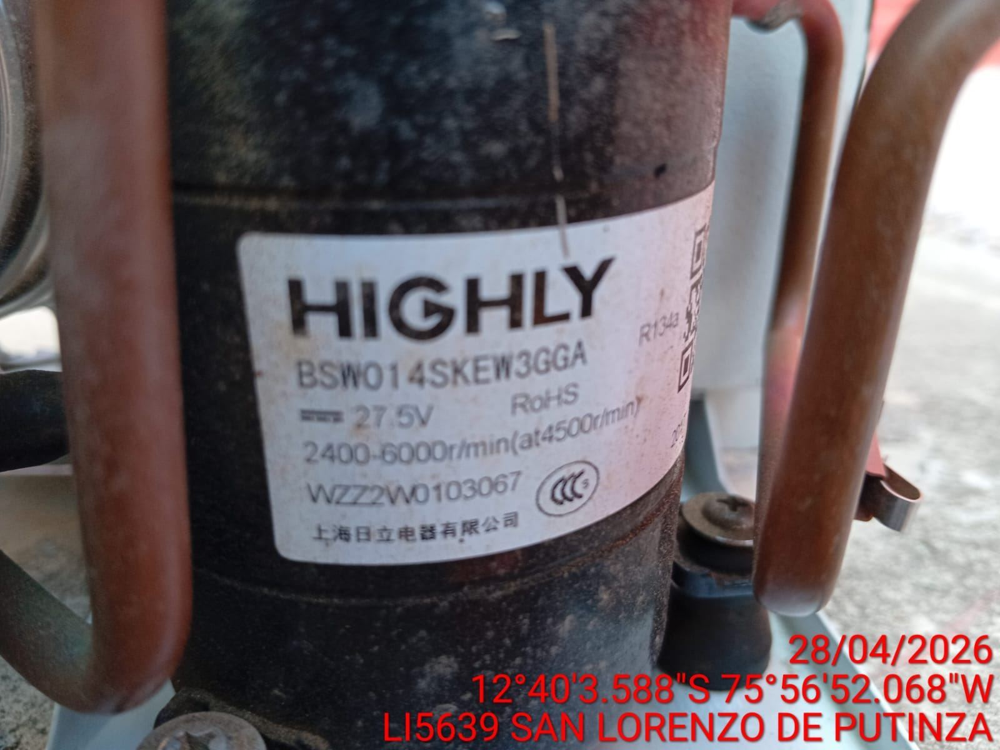 HIGHLY
BSW014SKEW3GGA
R134a
27.5V
RoHS
2400-6000r/min(at4500r/min)
WZZ2W0103067
CCC S
上海日立电器有限公司
28/04/2026
12°40'3.588"S 75°56'52.068"W
LI5639 SAN LORENZO DE PUTINZA